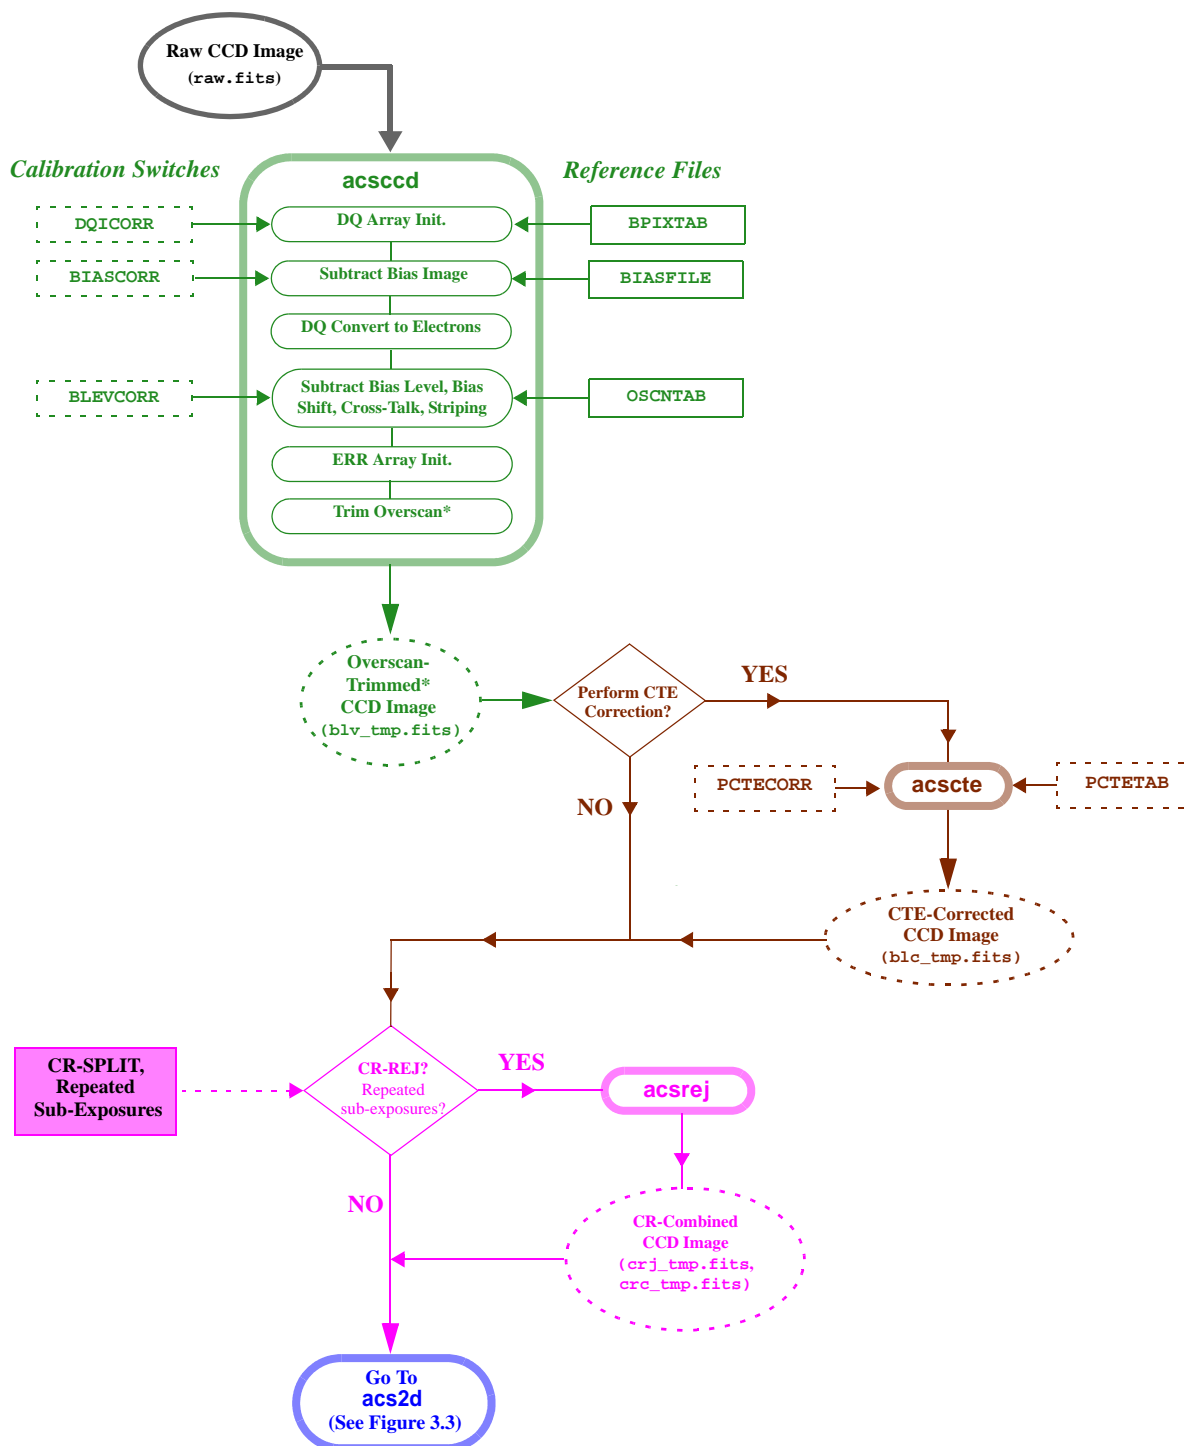 Raw CCD Image
(raw.fits)
Calibration Switches
Reference Files
acsccd
DQICORR
DQ Array Init.
BPIXTAB
BIASCORR
Subtract Bias Image
BIASFILE
DQ Convert to Electrons
BLEVCORR
Subtract Bias Level, Bias
Shift, Cross-Talk, Striping
OSCNTAB
ERR Array Init.
Trim Overscan*
Overscan-
Trimmed*
CCD Image
(blv_tmp.fits)
Perform CTE
Correction?
YES
NO
PCTECORR
acscte
PCTETAB
CTE-Corrected
CCD Image
(blc_tmp.fits)
CR-SPLIT,
Repeated
Sub-Exposures
CR-REJ?
Repeated
sub-exposures?
YES
acsrej
NO
CR-Combined
CCD Image
(crj_tmp.fits,
crc_tmp.fits)
Go To
acs2d
(See Figure 3.3)